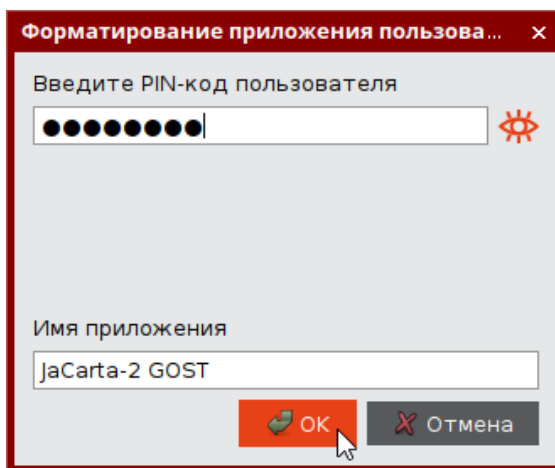 Форматирование приложения пользова...
Введите PIN-код пользователя
●●●●●●●●
Имя приложения
JaCarta-2 GOST
OK
Отмена